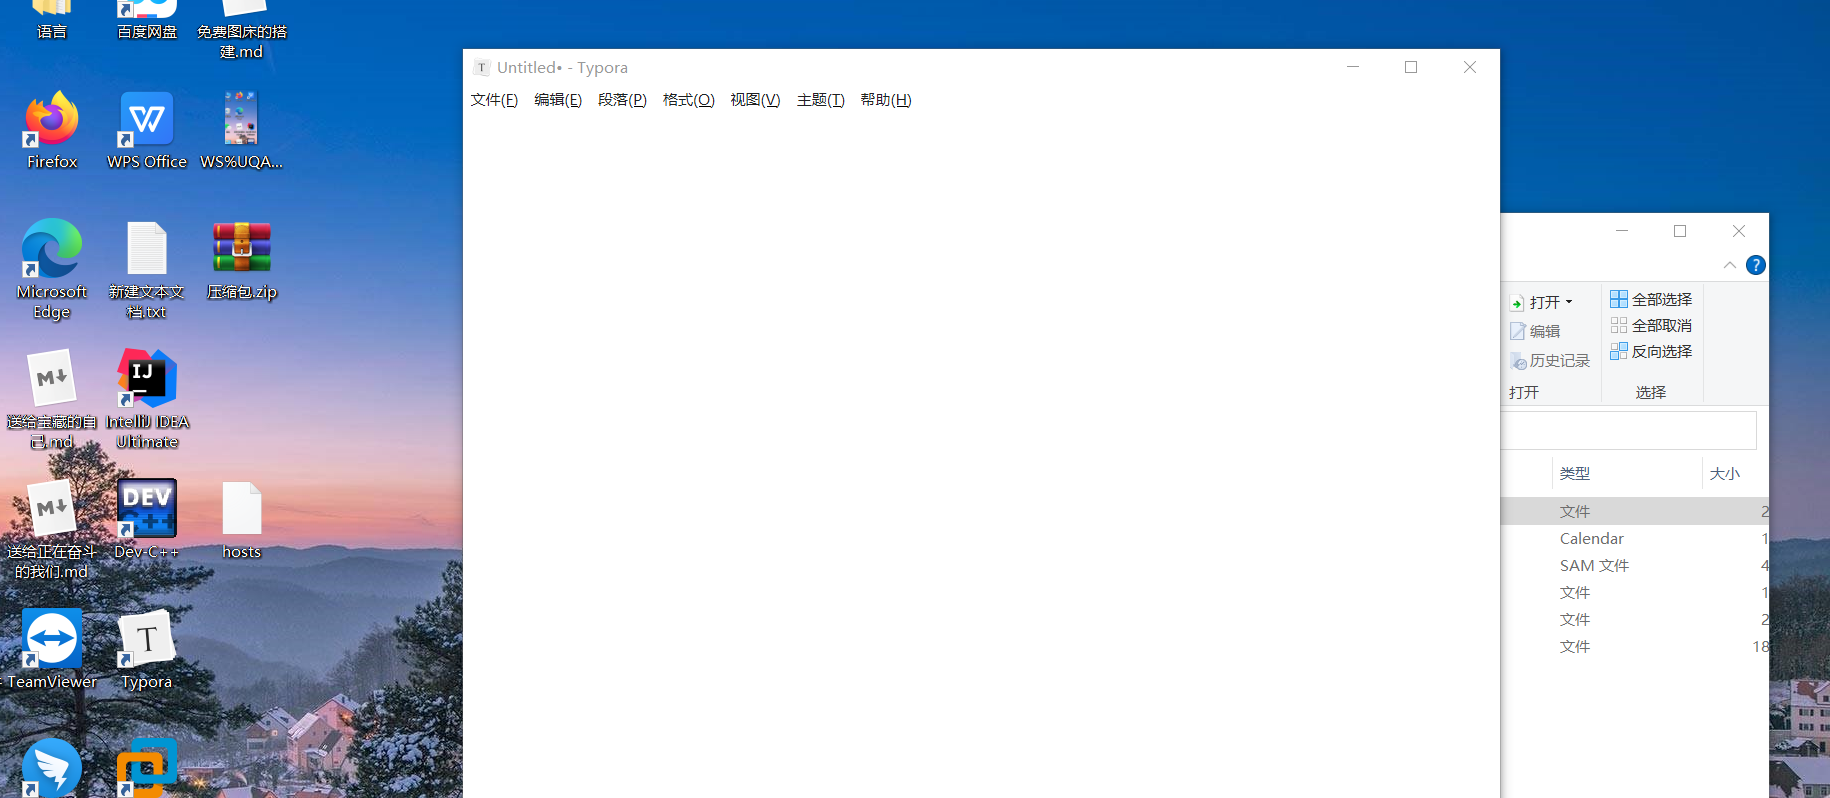 语言
百度网盘
免费图床的搭
建.md
Firefox
WPS Office
WS%UQA...
Microsoft
Edge
新建文本文
档.txt
压缩包.zip
送给宝藏的自
己.md
IntelliJ IDEA
Ultimate
送给正在奋斗
的我们.md
Dev-C++
hosts
TeamViewer
Typora
Untitled• - Typora
文件(F) 编辑(E) 段落(P) 格式(O) 视图(V) 主题(T) 帮助(H)
打开
编辑
历史记录
打开
全部选择
全部取消
反向选择
选择
类型 大小
文件 2
Calendar 1
SAM 文件 4
文件 1
文件 2
文件 18